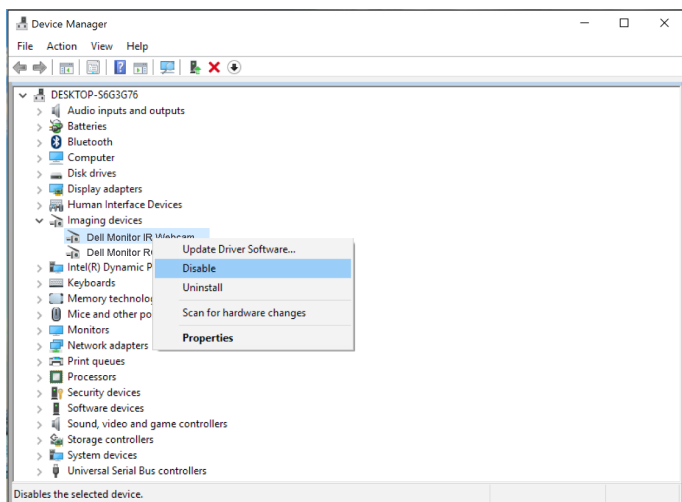 Device Manager
File Action View Help
DESKTOP-S6G3G76
Audio inputs and outputs
Batteries
Bluetooth
Computer
Disk drives
Display adapters
Human Interface Devices
Imaging devices
Dell Monitor IR Webcam
Dell Monitor
Intel(R) Dynamic
Keyboards
Memory
Mice and other
Monitors
Network adapters
Print queues
Processors
Security devices
Software devices
Sound, video and game controllers
Storage controllers
System devices
Universal Serial Bus controllers
Update Driver Software...
Disable
Uninstall
Scan for hardware changes
Properties
Disables the selected device.